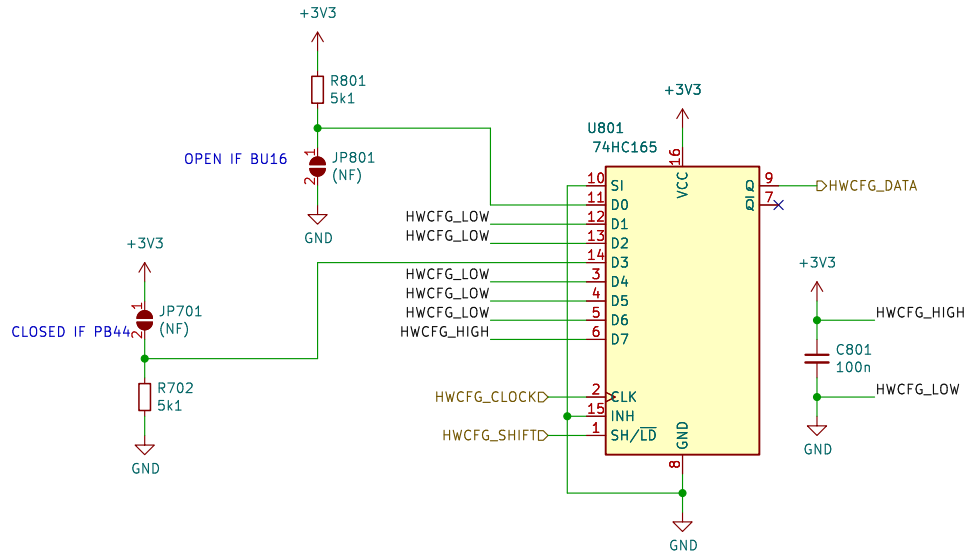 +3V3
R801
5k1
OPEN IF BU16
1
2
JP801
(NF)
GND
+3V3
U801
74HC165
16
VCC
10
SI
11
D0
HWCFG_LOW
12
D1
HWCFG_LOW
13
D2
14
D3
HWCFG_LOW
3
D4
HWCFG_LOW
4
D5
HWCFG_LOW
5
D6
HWCFG_HIGH
6
D7
HWCFG_CLOCK
2
CLK
15
INH
HWCFG_SHIFT
1
SH/LD
GND
8
GND
Q
9
HWCFG_DATA
Q
7
+3V3
1
JP701
(NF)
CLOSED IF PB44
2
R702
5k1
GND
+3V3
HWCFG_HIGH
C801
100n
HWCFG_LOW
GND